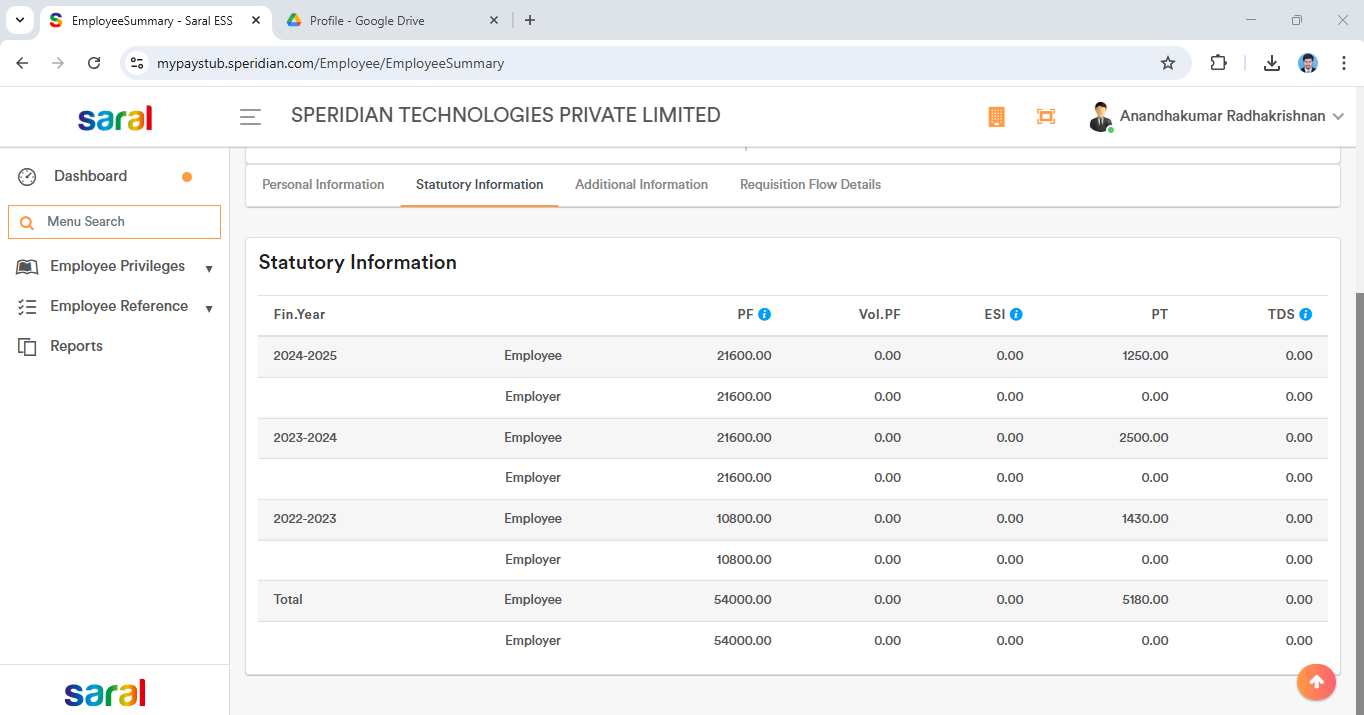 EmployeeSummary - Saral ESS
Profile - Google Drive
mypaystub.speridian.com/Employee/EmployeeSummary
saral
SPERIDIAN TECHNOLOGIES PRIVATE LIMITED
Anandhakumar Radhakrishnan
Dashboard
Menu Search
Employee Privileges
Employee Reference
Reports
saral
Personal Information Statutory Information Additional Information Requisition Flow Details
Statutory Information
Fin.Year PF Vol.PF ESI PT TDS
2024-2025 Employee 21600.00 0.00 0.00 1250.00 0.00
Employer 21600.00 0.00 0.00 0.00 0.00
2023-2024 Employee 21600.00 0.00 0.00 2500.00 0.00
Employer 21600.00 0.00 0.00 0.00 0.00
2022-2023 Employee 10800.00 0.00 0.00 1430.00 0.00
Employer 10800.00 0.00 0.00 0.00 0.00
Total Employee 54000.00 0.00 0.00 5180.00 0.00
Employer 54000.00 0.00 0.00 0.00 0.00